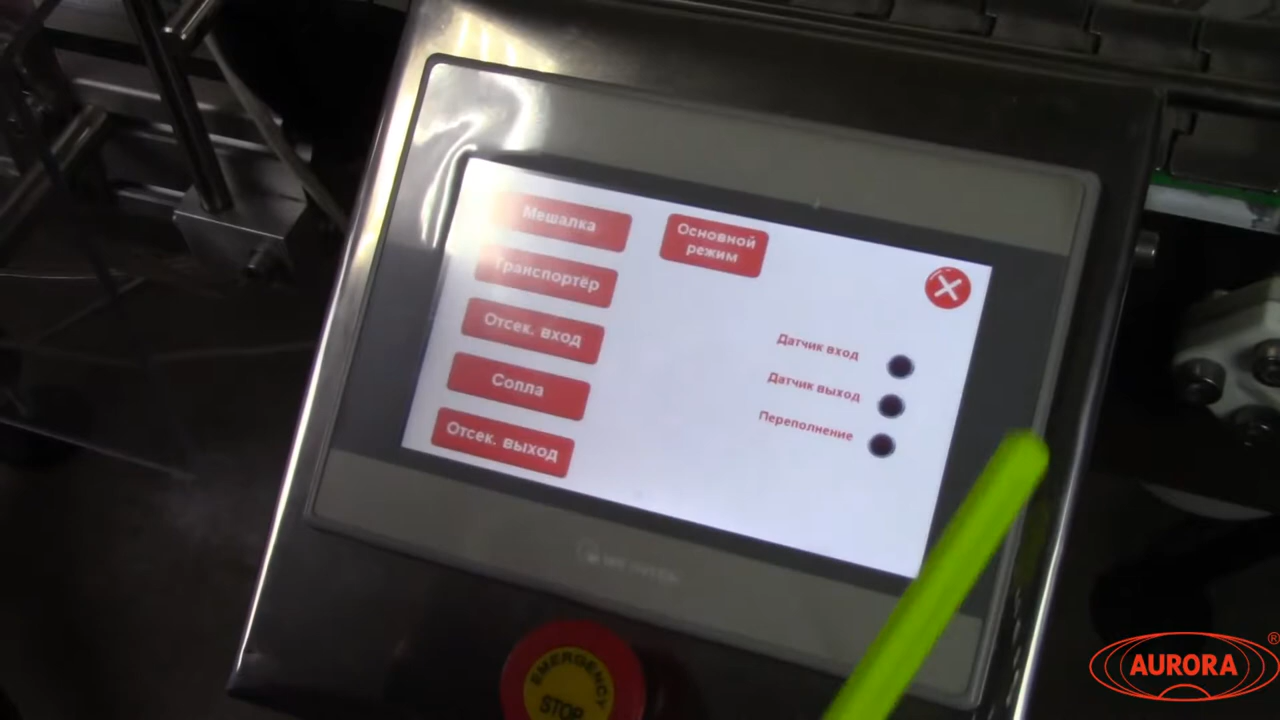 Мешалка
Основной
режим
Транспортёр
Отсек. вход
Датчик вход
Сопла
Датчик выход
Отсек. выход
Переполнение
EMERGENCY
STOP
AURORA
®